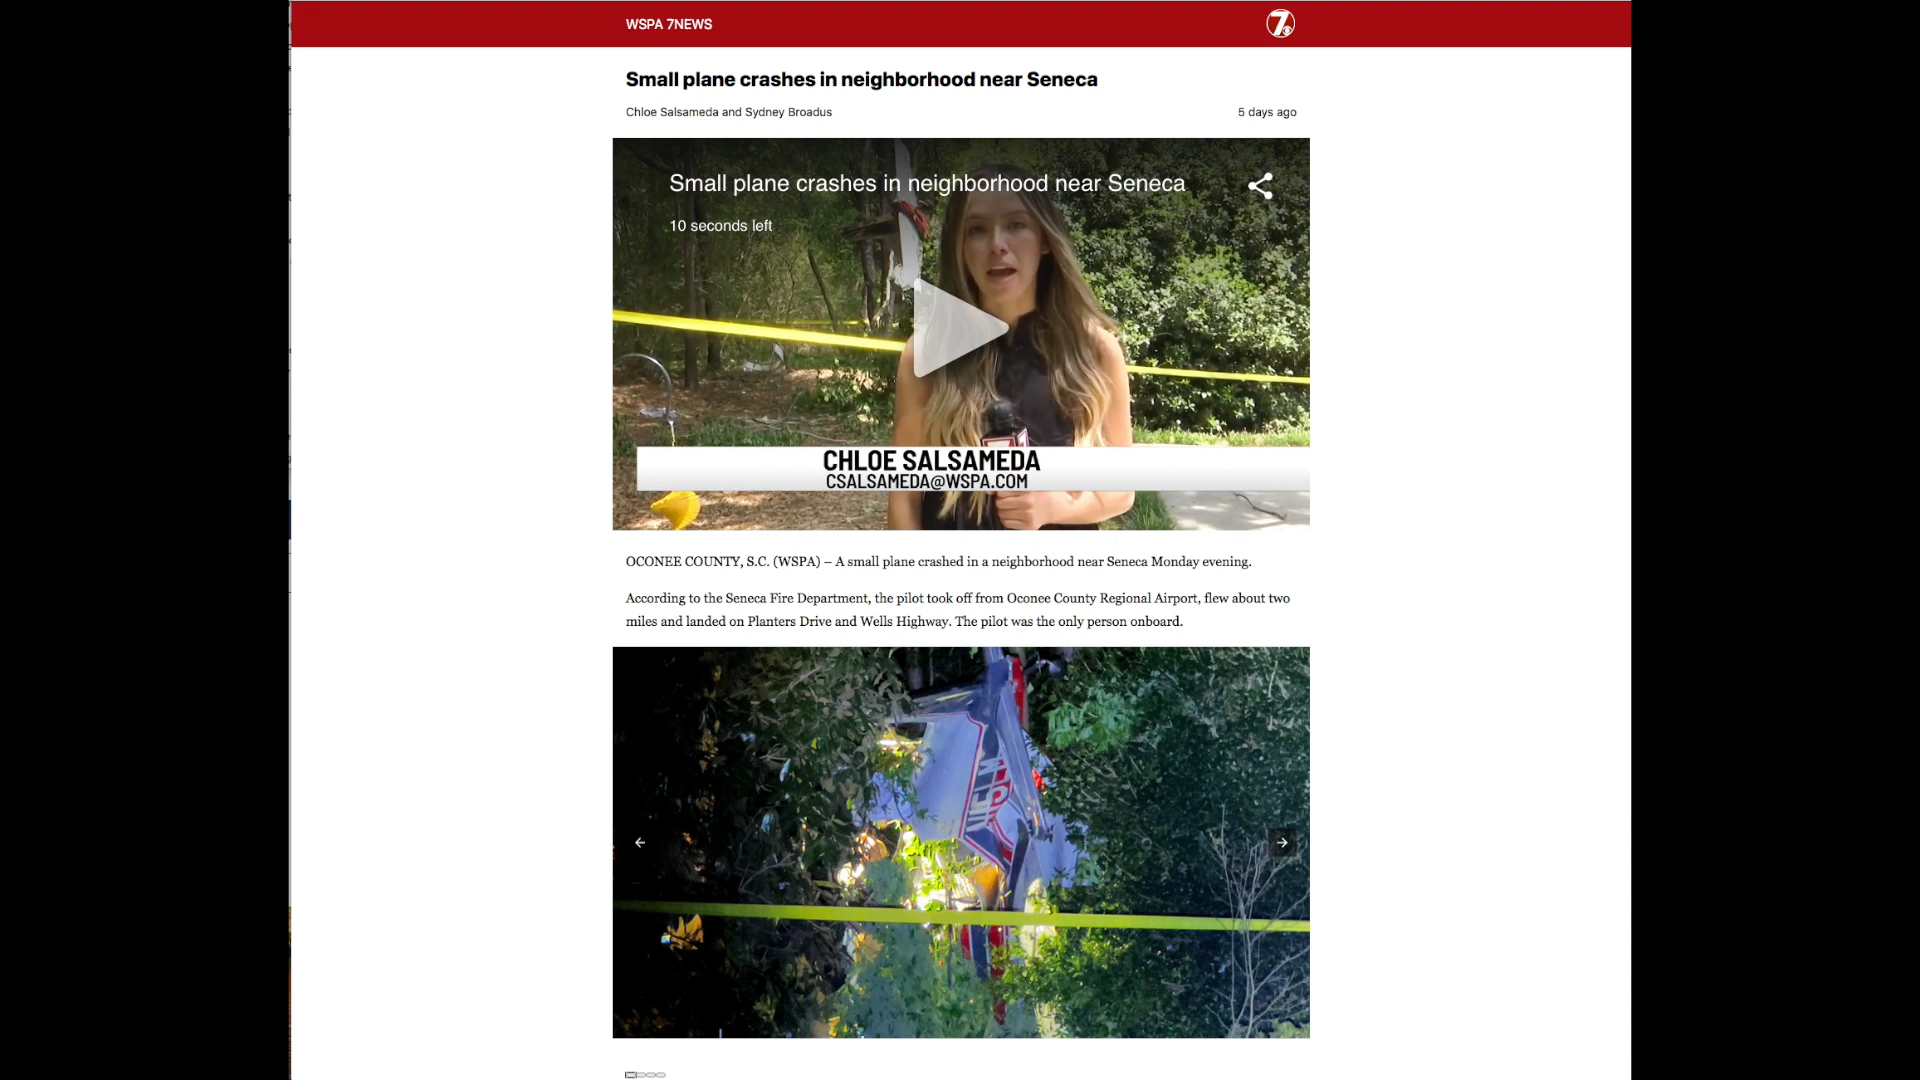 WSPA 7NEWS
7
Small plane crashes in neighborhood near Seneca
Chloe Salsameda and Sydney Broadus
5 days ago
Small plane crashes in neighborhood near Seneca
10 seconds left
7
CHLOE SALSAMEDA
CSALSAMEDA@WSPA.COM
OCONEE COUNTY, S.C. (WSPA) – A small plane crashed in a neighborhood near Seneca Monday evening.
According to the Seneca Fire Department, the pilot took off from Oconee County Regional Airport, flew about two
miles and landed on Planters Drive and Wells Highway. The pilot was the only person onboard.